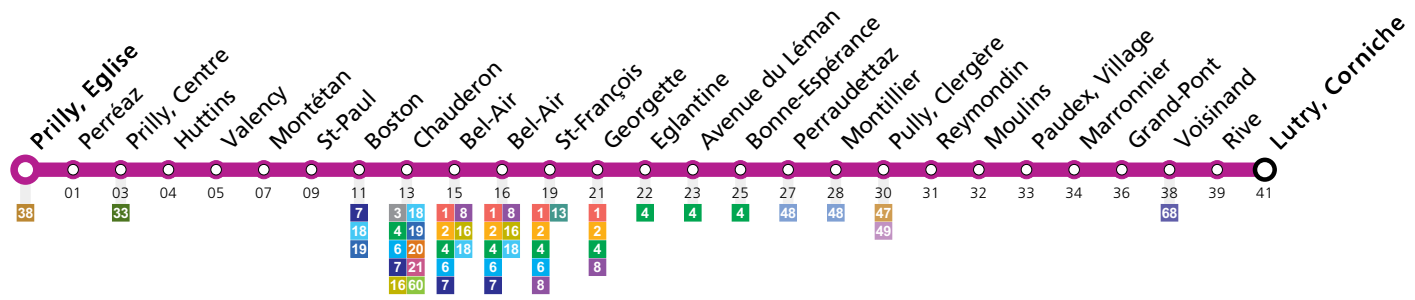 Prilly, Eglise
Perréaz
Prilly, Centre
Huttins
Valency
Montétan
St-Paul
Boston
Chauderon
Bel-Air
Bel-Air
St-François
Georgette
Eglantine
Avenue du Léman
Bonne-Espérance
Perraudettaz
Montillier
Pully, Clergère
Reymondin
Moulins
Paudex, Village
Marronnier
Grand-Pont
Voisinand
Rive
Lutry, Corniche
01 03 04 05 07 09 11 13 15 16 19 21 22 23 25 27 28 30 31 32 33 34 36 38 39 41
38 33 7 3 18 1 8 1 8 1 13 1 4 4 4 48 48 47 68
18 4 19 2 16 2 16 2 2 49
19 6 20 4 18 4 18 4 4
7 21 6 6 6 8
16 60 7 7 8